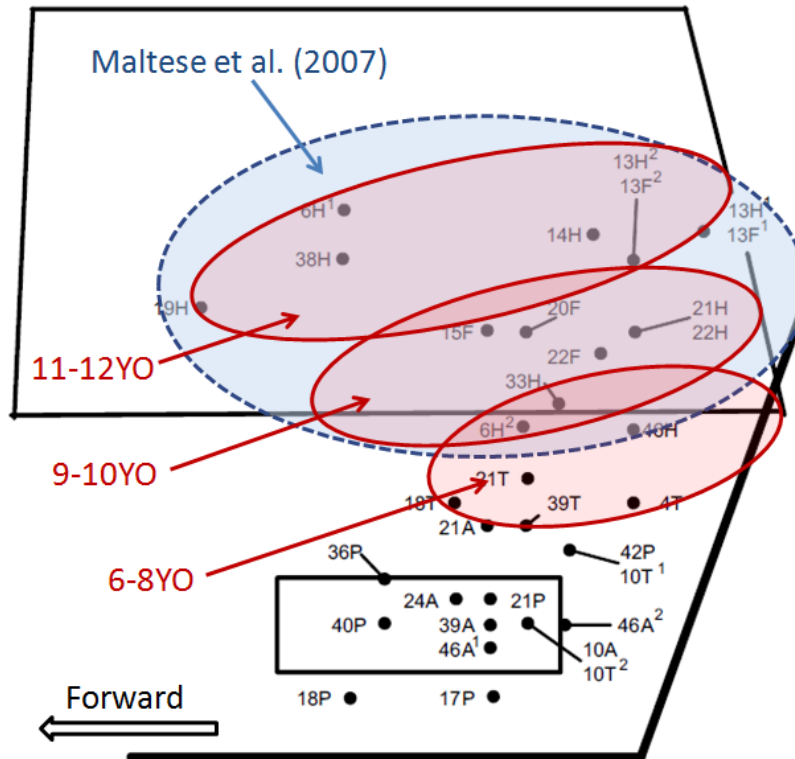 Maltese et al. (2007)
13H²
13F²
6H¹
13H¹
13F¹
14H
38H
19H
20F
21H
15F
22H
22F
11-12YO
33H
6H²
9-10YO
21T
18T
39T
4T
21A
36P
42P
10T¹
6-8YO
24A
21P
40P
39A
46A²
46A¹
10A
10T²
Forward
18P
17P